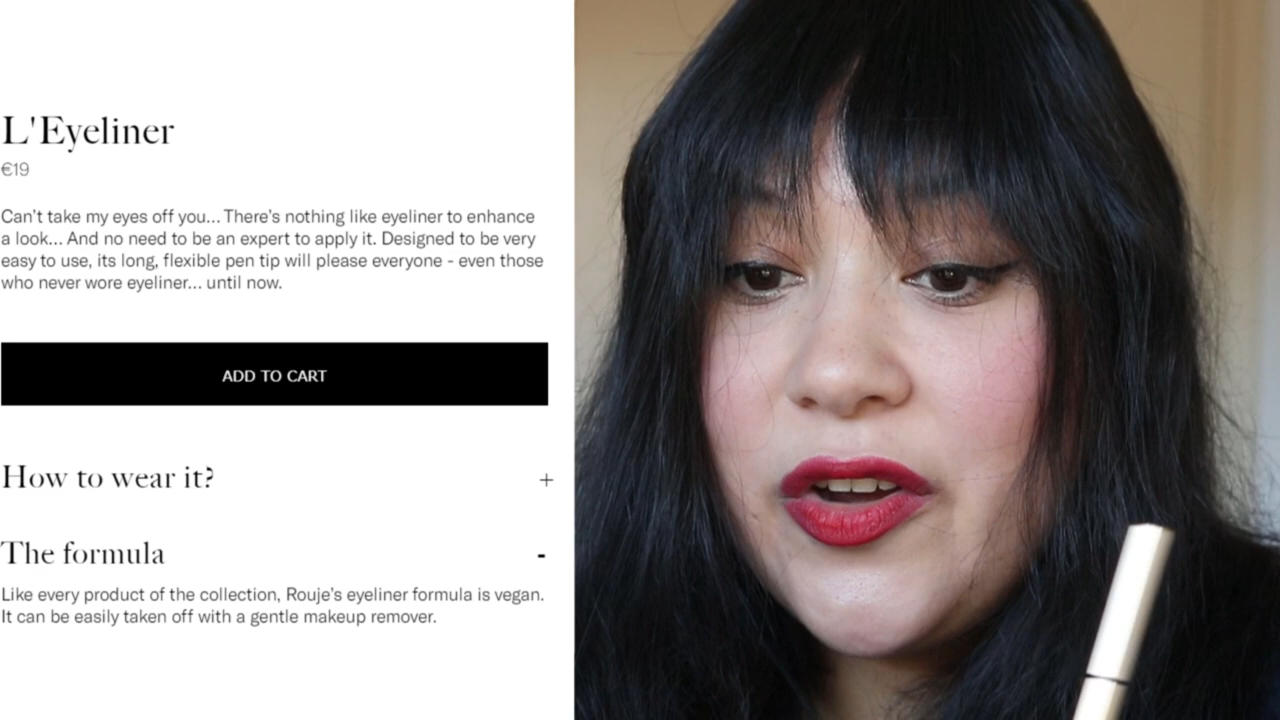 L'Eyeliner
€19
Can't take my eyes off you... There's nothing like eyeliner to enhance
a look... And no need to be an expert to apply it. Designed to be very
easy to use, its long, flexible pen tip will please everyone - even those
who never wore eyeliner... until now.
ADD TO CART
How to wear it? +
The formula -
Like every product of the collection, Rouje's eyeliner formula is vegan.
It can be easily taken off with a gentle makeup remover.